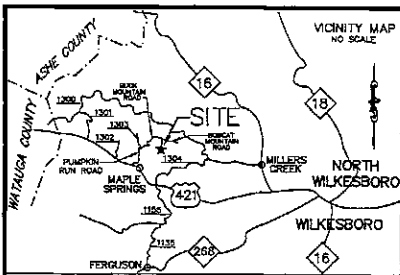 VICINITY MAP
NO SCALE
ASHE COUNTY
WATAUGA COUNTY
16
18
BUCK
MOUNTAIN
ROAD
SITE
1300
1301
1302
1303
BOBCAT
MOUNTAIN
ROAD
1304
PUMPKIN
RUN ROAD
MAPLE
SPRINGS
MILLERS
CREEK
NORTH
WILKESBORO
421
1155
WILKESBORO
1135
268
16
FERGUSON